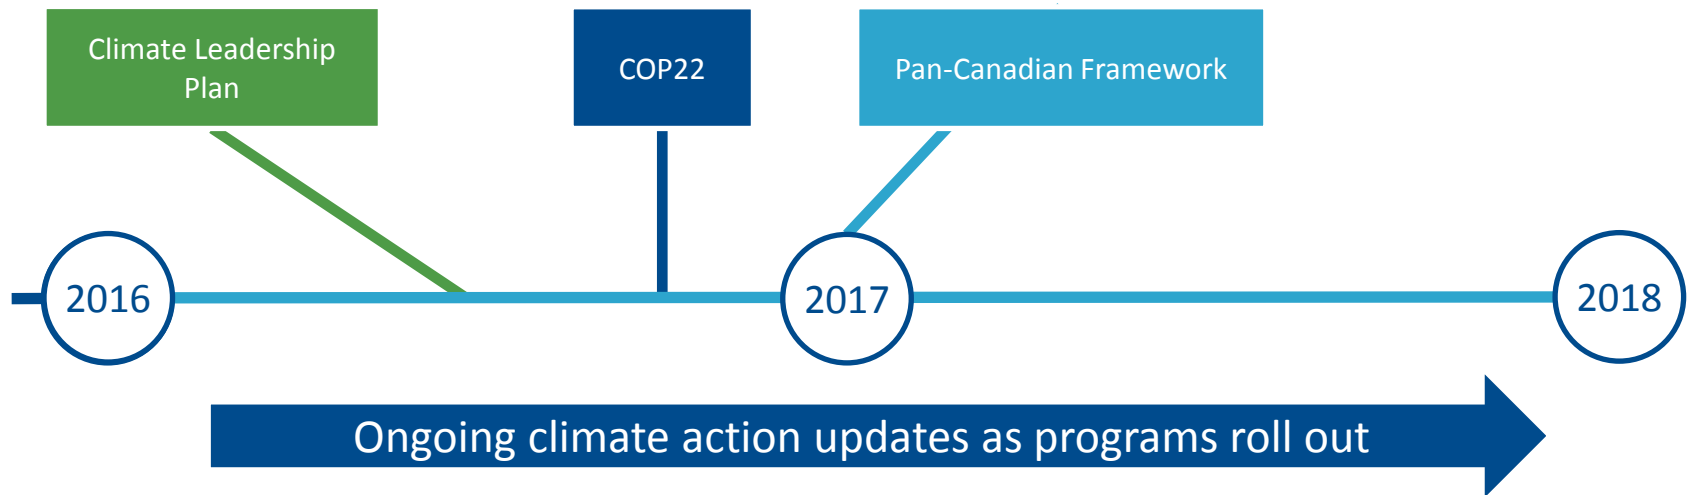 Climate Leadership
Plan
COP22
Pan-Canadian Framework
2016
2017
2018
Ongoing climate action updates as programs roll out